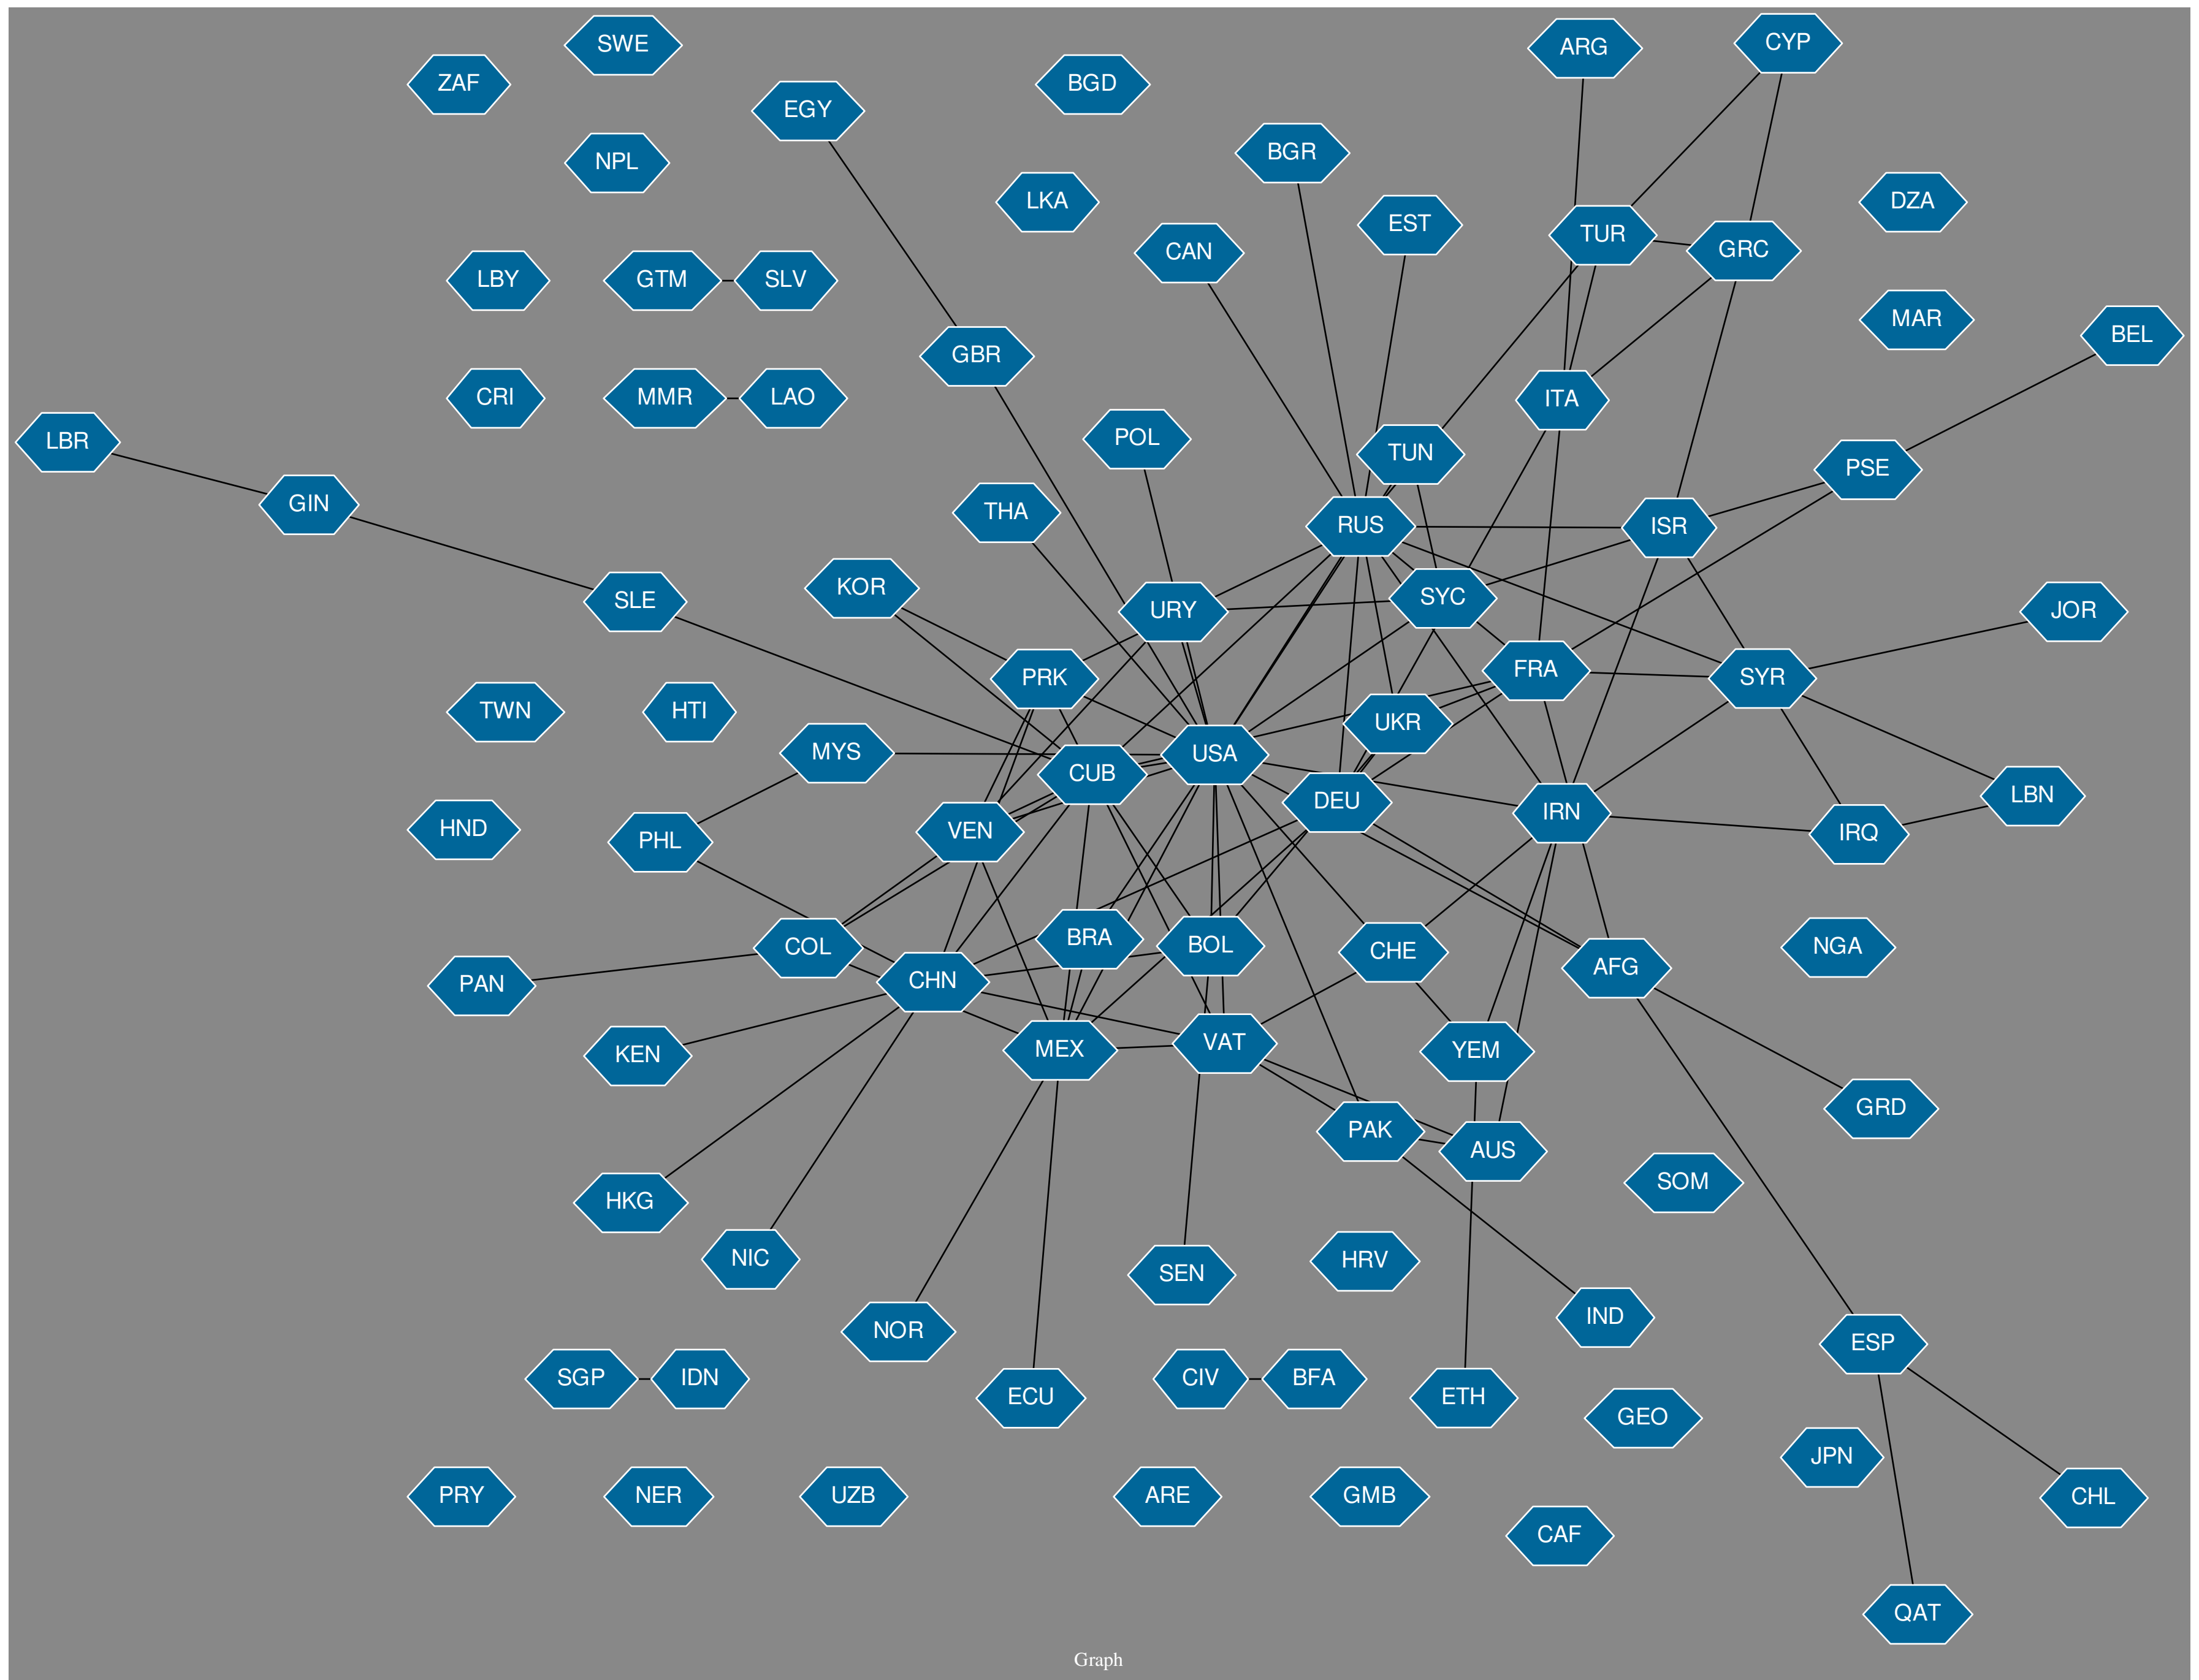 SWE
ARG
CYP
ZAF
BGD
EGY
BGR
NPL
LKA
DZA
EST
TUR
GRC
CAN
LBY
GTM
SLV
MAR
BEL
GBR
CRI
MMR
LAO
ITA
LBR
POL
TUN
PSE
GIN
THA
RUS
ISR
KOR
SYC
SLE
URY
JOR
FRA
PRK
SYR
TWN
HTI
UKR
MYS
USA
CUB
DEU
LBN
IRN
HND
VEN
IRQ
PHL
BRA
BOL
COL
CHE
NGA
AFG
PAN
CHN
VAT
MEX
YEM
KEN
GRD
PAK
AUS
SOM
HKG
NIC
HRV
SEN
IND
NOR
ESP
SGP
IDN
CIV
BFA
ECU
ETH
GEO
JPN
PRY
NER
UZB
ARE
GMB
CHL
CAF
QAT
Graph